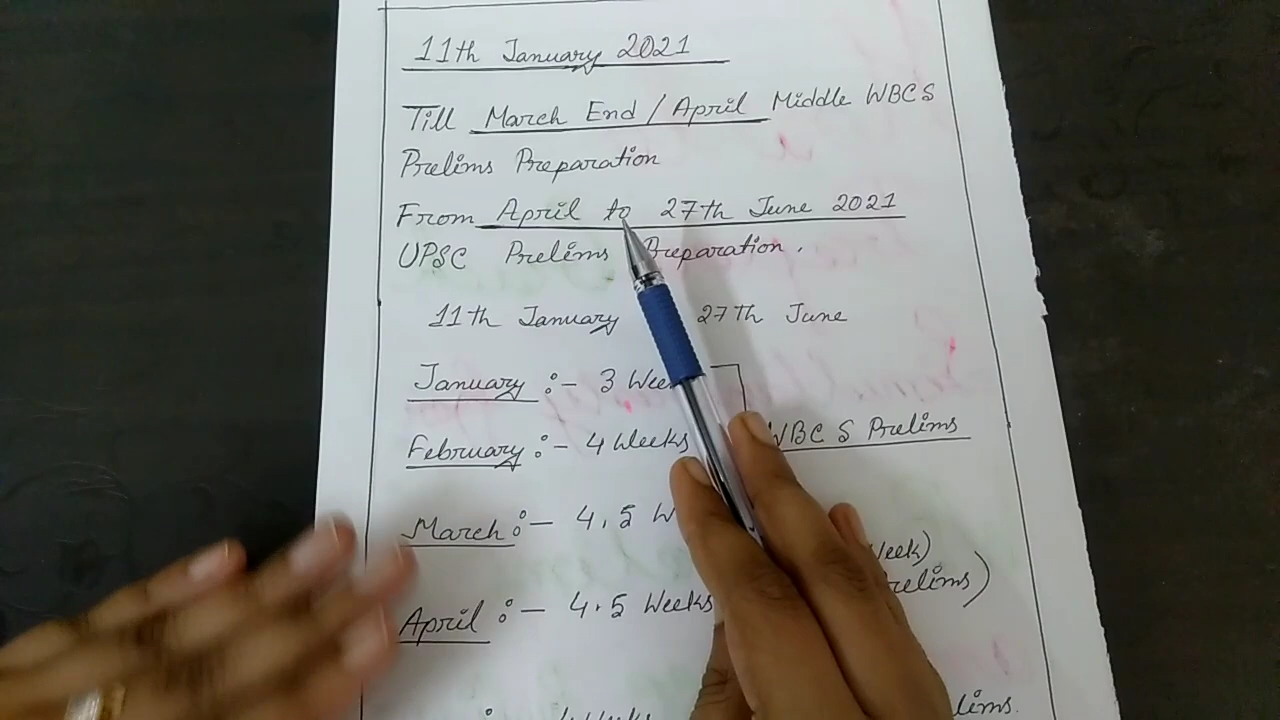 11th January 2021
Till March End / April Middle WBCS
Prelims Preparation
From April to 27th June 2021
UPSC Prelims Preparation.
11th January 27th June
January :- 3
February :- 4 Weeks WBCS Prelims
March :- 4.5
April :- 4.5 Weeks